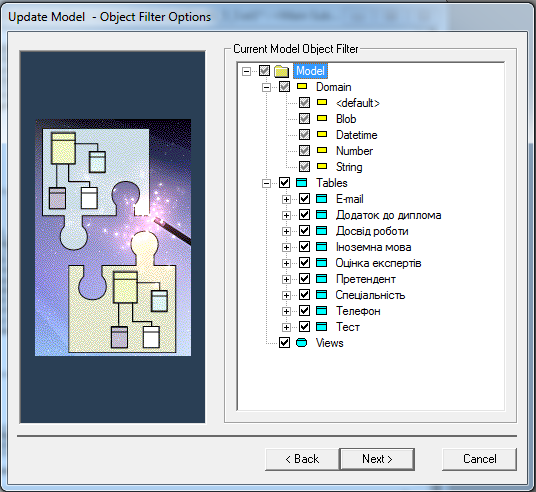 Update Model - Object Filter Options
Current Model Object Filter
Model
Domain
<default>
Blob
Datetime
Number
String
Tables
E-mail
Додаток до диплома
Досвід роботи
Іноземна мова
Оцінка експертів
Претендент
Спеціальність
Телефон
Тест
Views
< Back
Next >
Cancel